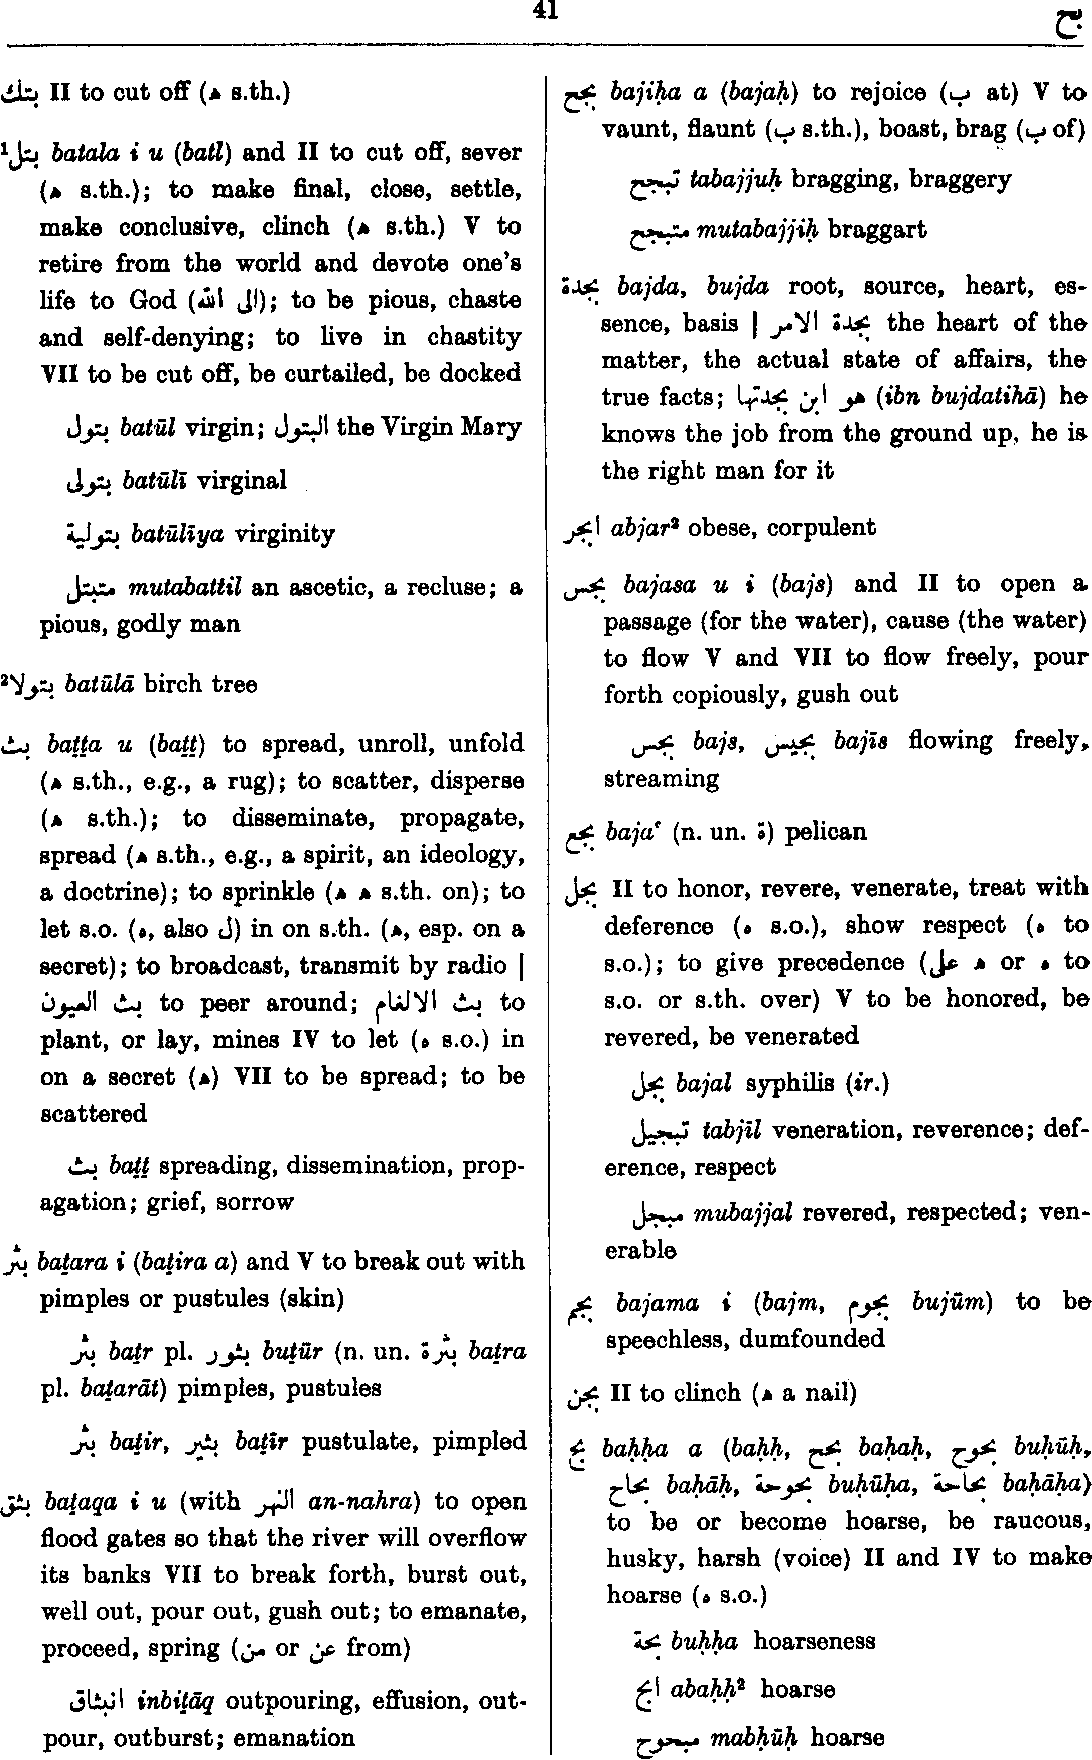 41
بح
بتك II to cut off (ه s.th.)
¹بتل batala i u (batl) and II to cut off, sever
(ه s.th.); to make final, close, settle,
make conclusive, clinch (ه s.th.) V to
retire from the world and devote one's
life to God (الى الله); to be pious, chaste
and self-denying; to live in chastity
VII to be cut off, be curtailed, be docked
بتول batūl virgin; البتول the Virgin Mary
بتولى batūlī virginal
بتولية batūlīya virginity
متبتل mutabattil an ascetic, a recluse; a
pious, godly man
²بتولا batūlā birch tree
بث baṯṯa u (baṯṯ) to spread, unroll, unfold
(ه s.th., e.g., a rug); to scatter, disperse
(ه s.th.); to disseminate, propagate,
spread (ه s.th., e.g., a spirit, an ideology,
a doctrine); to sprinkle (ه ه s.th. on); to
let s.o. (ه, also ل) in on s.th. (ه, esp. on a
secret); to broadcast, transmit by radio |
بث العيون to peer around; بث الالغام to
plant, or lay, mines IV to let (ه s.o.) in
on a secret (ه) VII to be spread; to be
scattered
بث baṯṯ spreading, dissemination, prop-
agation; grief, sorrow
بثر baṯara i (baṯira a) and V to break out with
pimples or pustules (skin)
بثر baṯr pl. بثور buṯūr (n. un. بثرة baṯra
pl. baṯarāt) pimples, pustules
بثر baṯir, بثير baṯīr pustulate, pimpled
بثق baṯaqa i u (with النهر an-nahra) to open
flood gates so that the river will overflow
its banks VII to break forth, burst out,
well out, pour out, gush out; to emanate,
proceed, spring (من or عن from)
انبثاق inbiṯāq outpouring, effusion, out-
pour, outburst; emanation
بجح bajiḥa a (bajaḥ) to rejoice (ب at) V to
vaunt, flaunt (ب s.th.), boast, brag (ب of)
تبجح tabajjuḥ bragging, braggery
متبجح mutabajjiḥ braggart
بجدة bajda, bujda root, source, heart, es-
sence, basis | بجدة الامر the heart of the
matter, the actual state of affairs, the
true facts; هو ابن بجدتها (ibn bujdatihā) he
knows the job from the ground up, he is
the right man for it
ابجر abjar² obese, corpulent
بجس bajasa u i (bajs) and II to open a
passage (for the water), cause (the water)
to flow V and VII to flow freely, pour
forth copiously, gush out
بجس bajs, بجيس bajīs flowing freely,
streaming
بجع bajaʿ (n. un. ة) pelican
بجل II to honor, revere, venerate, treat with
deference (ه s.o.), show respect (ه to
s.o.); to give precedence (على ه or ه to
s.o. or s.th. over) V to be honored, be
revered, be venerated
بجل bajal syphilis (ir.)
تبجيل tabjīl veneration, reverence; def-
erence, respect
مبجل mubajjal revered, respected; ven-
erable
بجم bajama i (bajm, بجوم bujūm) to be
speechless, dumfounded
بجن II to clinch (ه a nail)
بح baḥḥa a (baḥḥ, بحح baḥaḥ, بحوح buḥūḥ,
بحاح baḥāḥ, بحوحة buḥūḥa, بحاحة baḥāḥa)
to be or become hoarse, be raucous,
husky, harsh (voice) II and IV to make
hoarse (ه s.o.)
بحة buḥḥa hoarseness
ابح abaḥḥ² hoarse
مبحوح mabḥūḥ hoarse